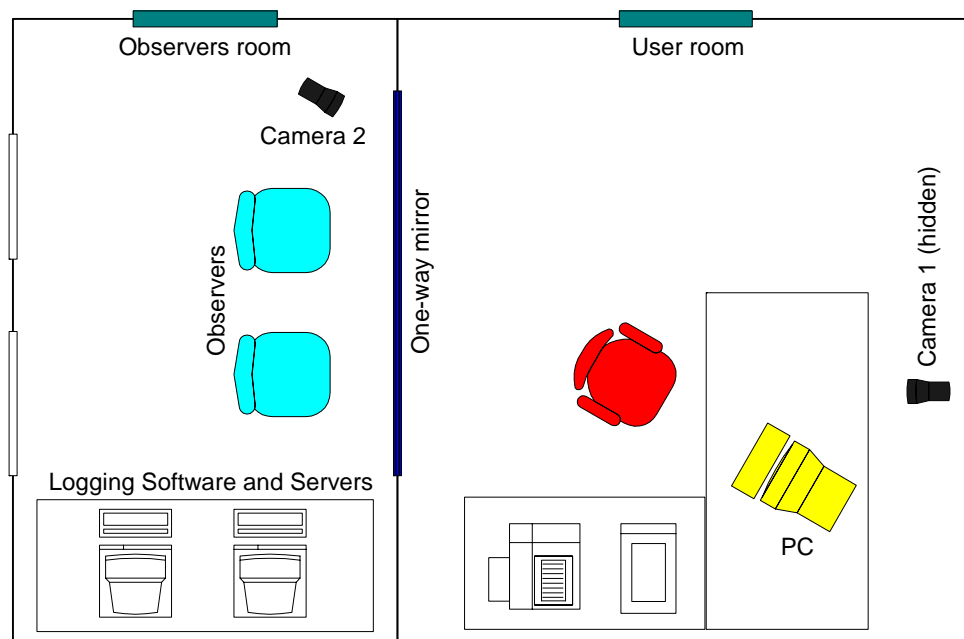 Observers room
User room
Camera 2
Observers
One-way mirror
Camera 1 (hidden)
Logging Software and Servers
PC